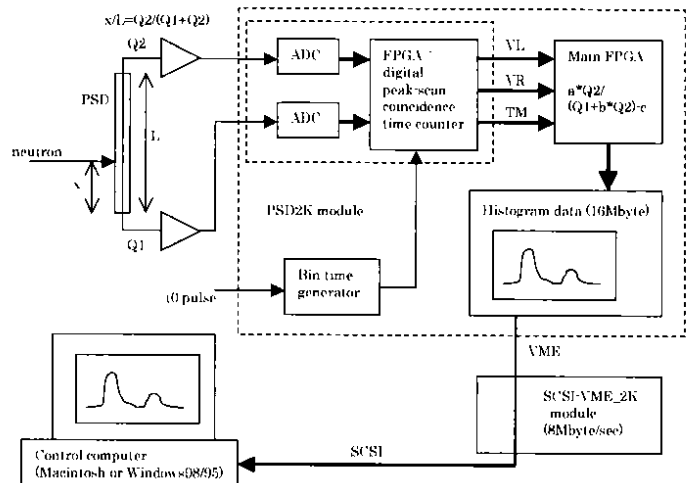 x/L=Q2/(Q1+Q2)
Q2
PSD
L
neutron
x
Q1
ADC
ADC
FPGA
digital
peak-scan
coincidence
time counter
VL
VR
TM
Main FPGA
a*Q2/
(Q1+b*Q2)-c
PSD2K module
Histogram data (16Mbyte)
t0 pulse
Bin time
generator
VME
SCSI-VME_2K
module
(8Mbyte/sec)
SCSI
Control computer
(Macintosh or Windows98/95)